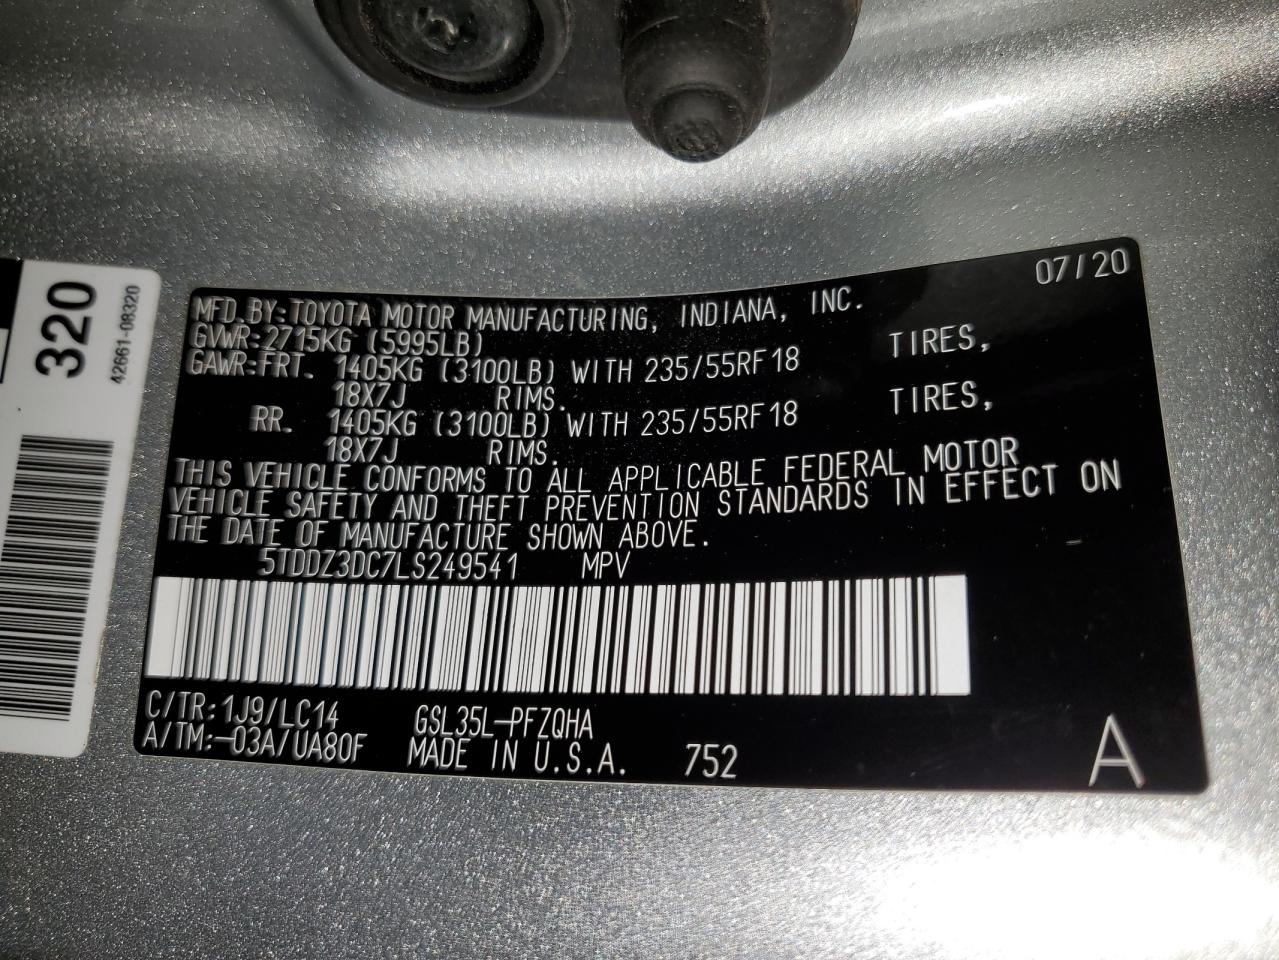 07/20
MFD.BY:TOYOTA MOTOR MANUFACTURING, INDIANA, INC.
GVWR:2715KG (5995LB)
GAWR:FRT. 1405KG (3100LB) WITH 235/55RF18 TIRES,
18X7J RIMS.
RR. 1405KG (3100LB) WITH 235/55RF18 TIRES,
18X7J RIMS.
THIS VEHICLE CONFORMS TO ALL APPLICABLE FEDERAL MOTOR
VEHICLE SAFETY AND THEFT PREVENTION STANDARDS IN EFFECT ON
THE DATE OF MANUFACTURE SHOWN ABOVE.
5TDDZ3DC7LS249541 MPV
C/TR:1J9/LC14 GSL35L-PFZQHA
A/TM:-03A/UA80F MADE IN U.S.A. 752
A
320
42661-08320